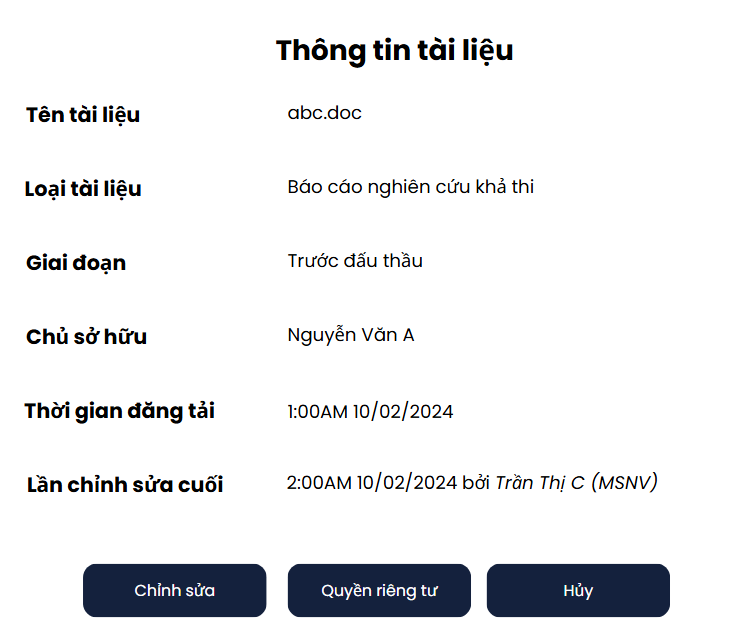 Thông tin tài liệu
Tên tài liệu abc.doc
Loại tài liệu Báo cáo nghiên cứu khả thi
Giai đoạn Trước đấu thầu
Chủ sở hữu Nguyễn Văn A
Thời gian đăng tải 1:00AM 10/02/2024
Lần chỉnh sửa cuối 2:00AM 10/02/2024 bởi Trần Thị C (MSNV)
Chỉnh sửa Quyền riêng tư Hủy